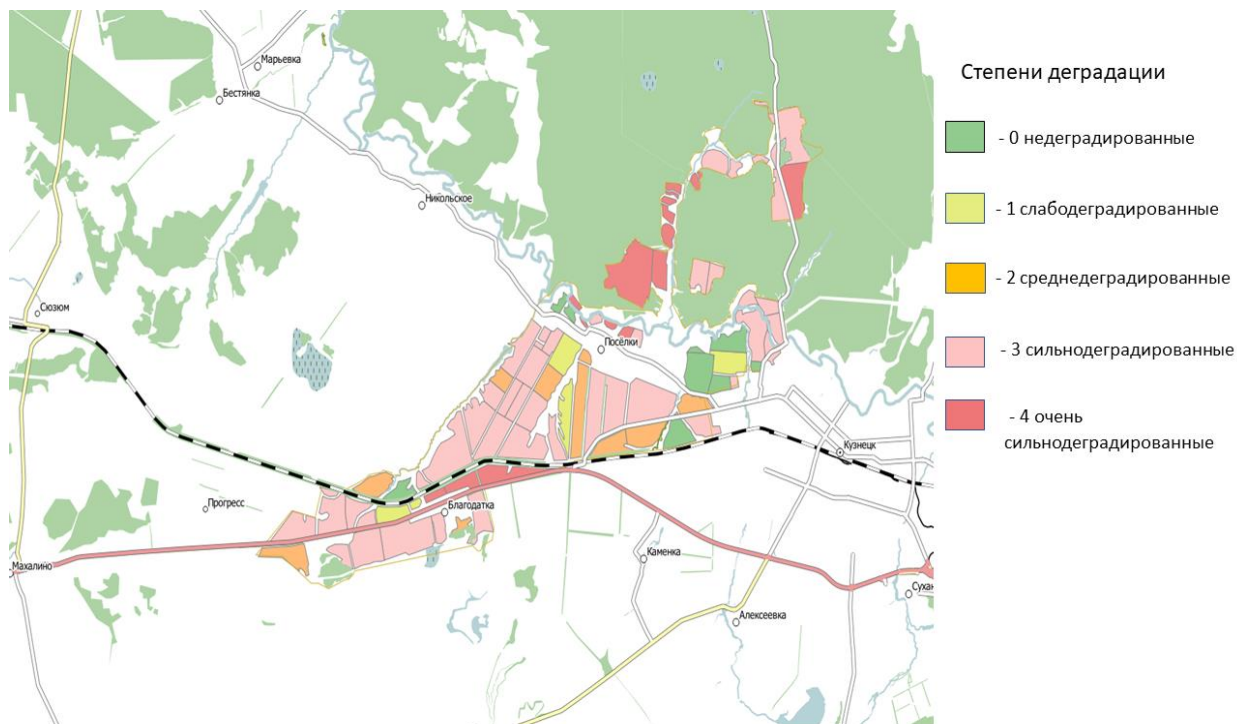 Марьевка
Бестянка
Никольское
Сюзюм
Посёлки
Кузнецк
Прогресс
Благодатка
Каменка
Махалино
Сухан
Алексеевка
Степени деградации
- 0 недеградированные
- 1 слабодеградированные
- 2 среднедеградированные
- 3 сильнодеградированные
- 4 очень
сильнодеградированные